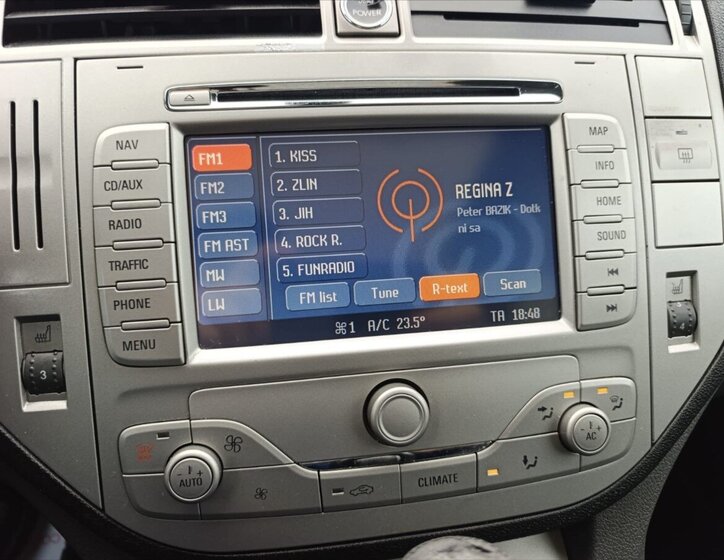 POWER
NAV
CD/AUX
RADIO
TRAFFIC
PHONE
MENU
FM1
FM2
FM3
FM AST
MW
LW
1. KISS
2. ZLIN
3. JIH
4. ROCK R.
5. FUNRADIO
REGINA Z
Peter BAZIK - Dotk
ni sa
FM list
Tune
R-text
Scan
1 A/C 23.5°
TA 18:48
MAP
INFO
HOME
SOUND
3
4
- +
AUTO
CLIMATE
- +
AC